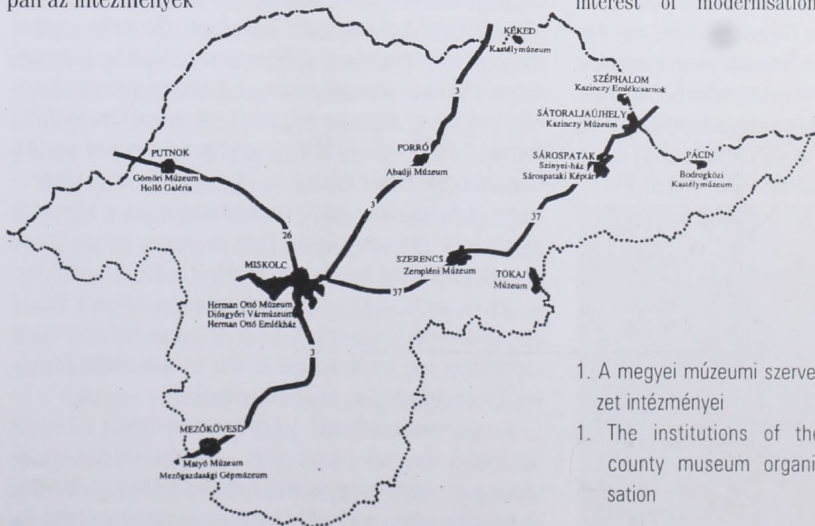 pán az intézmények
interest of modernisation
KÉKED
Kastélymúzeum
SZÉPHALOM
Kazinczy Emlékcsarnok
3
SÁTORALJAÚJHELY
Kazinczy Múzeum
PUTNOK
Gömöri Múzeum
Holló Galéria
FORRÓ
Abaúji Múzeum
SÁROSPATAK
Szinyei-ház
Sárospataki Képtár
PÁCIN
Bodrogközi
Kastélymúzeum
3
37
26
MISKOLC
SZERENCS
Zempléni Múzeum
TOKAJ
Múzeum
37
Herman Ottó Múzeum
Diósgyőri Vármúzeum
Herman Ottó Emlékház
3
MEZŐKÖVESD
Matyó Múzeum
Mezőgazdasági Gépmúzeum
1. A megyei múzeumi szerve
zet intézményei
1. The institutions of the
county museum organi
sation